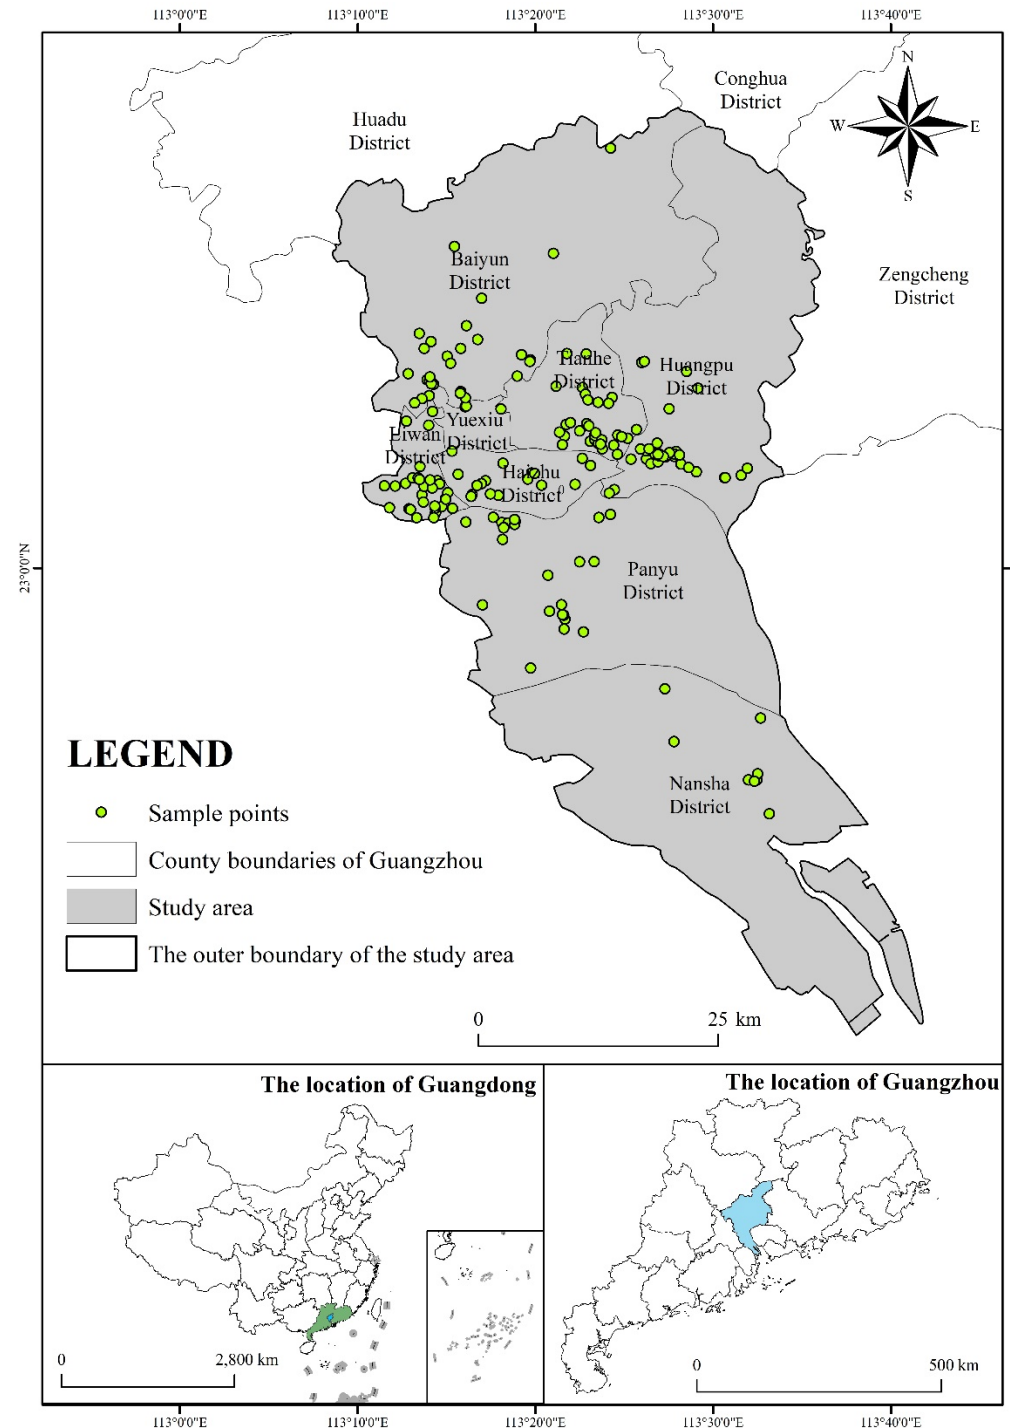 113°0'0"E
113°10'0"E
113°20'0"E
113°30'0"E
113°40'0"E
Conghua
District
N
W
E
S
Huadu
District
Baiyun
District
Zengcheng
District
Tianhe
District
Huangpu
District
Yuexiu
District
Liwan
District
Haizhu
District
0
23°0'0"N
Panyu
District
Nansha
District
LEGEND
Sample points
County boundaries of Guangzhou
Study area
The outer boundary of the study area
0
25 km
The location of Guangdong
The location of Guangzhou
0
2,800 km
0
500 km
113°0'0"E
113°10'0"E
113°20'0"E
113°30'0"E
113°40'0"E